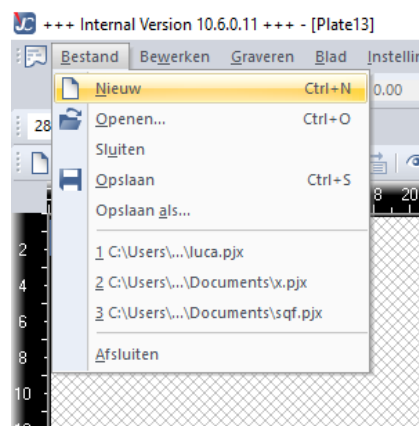 +++ Internal Version 10.6.0.11 +++ - [Plate13]
Bestand Bewerken Graveren Blad
Nieuw Ctrl+N
0.00
Openen... Ctrl+O
28
Sluiten
Opslaan Ctrl+S
8 20
Opslaan als...
2
1 C:\Users\...\luca.pjx
4
2 C:\Users\...\Documents\x.pjx
6
3 C:\Users\...\Documents\sqf.pjx
8
Afsluiten
10